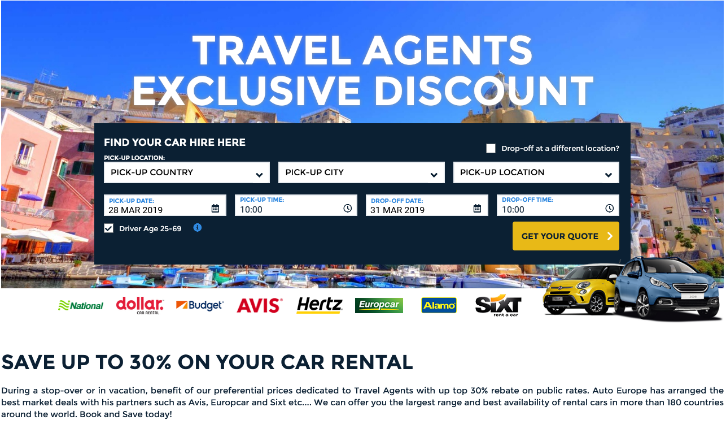 TRAVEL AGENTS
EXCLUSIVE DISCOUNT
FIND YOUR CAR HIRE HERE
Drop-off at a different location?
PICK-UP LOCATION:
PICK-UP COUNTRY
PICK-UP CITY
PICK-UP LOCATION
PICK-UP DATE:
28 MAR 2019
PICK-UP TIME:
10:00
DROP-OFF DATE:
31 MAR 2019
DROP-OFF TIME:
10:00
Driver Age 25-69
GET YOUR QUOTE
National
dollar.
CAR RENTAL
Budget
AVIS
Hertz
Europcar
Alamo
SIXT
rent a car
SAVE UP TO 30% ON YOUR CAR RENTAL
During a stop-over or in vacation, benefit of our preferential prices dedicated to Travel Agents with up top 30% rebate on public rates. Auto Europe has arranged the
best market deals with his partners such as Avis, Europcar and Sixt etc.... We can offer you the largest range and best availability of rental cars in more than 180 countries
around the world. Book and Save today!